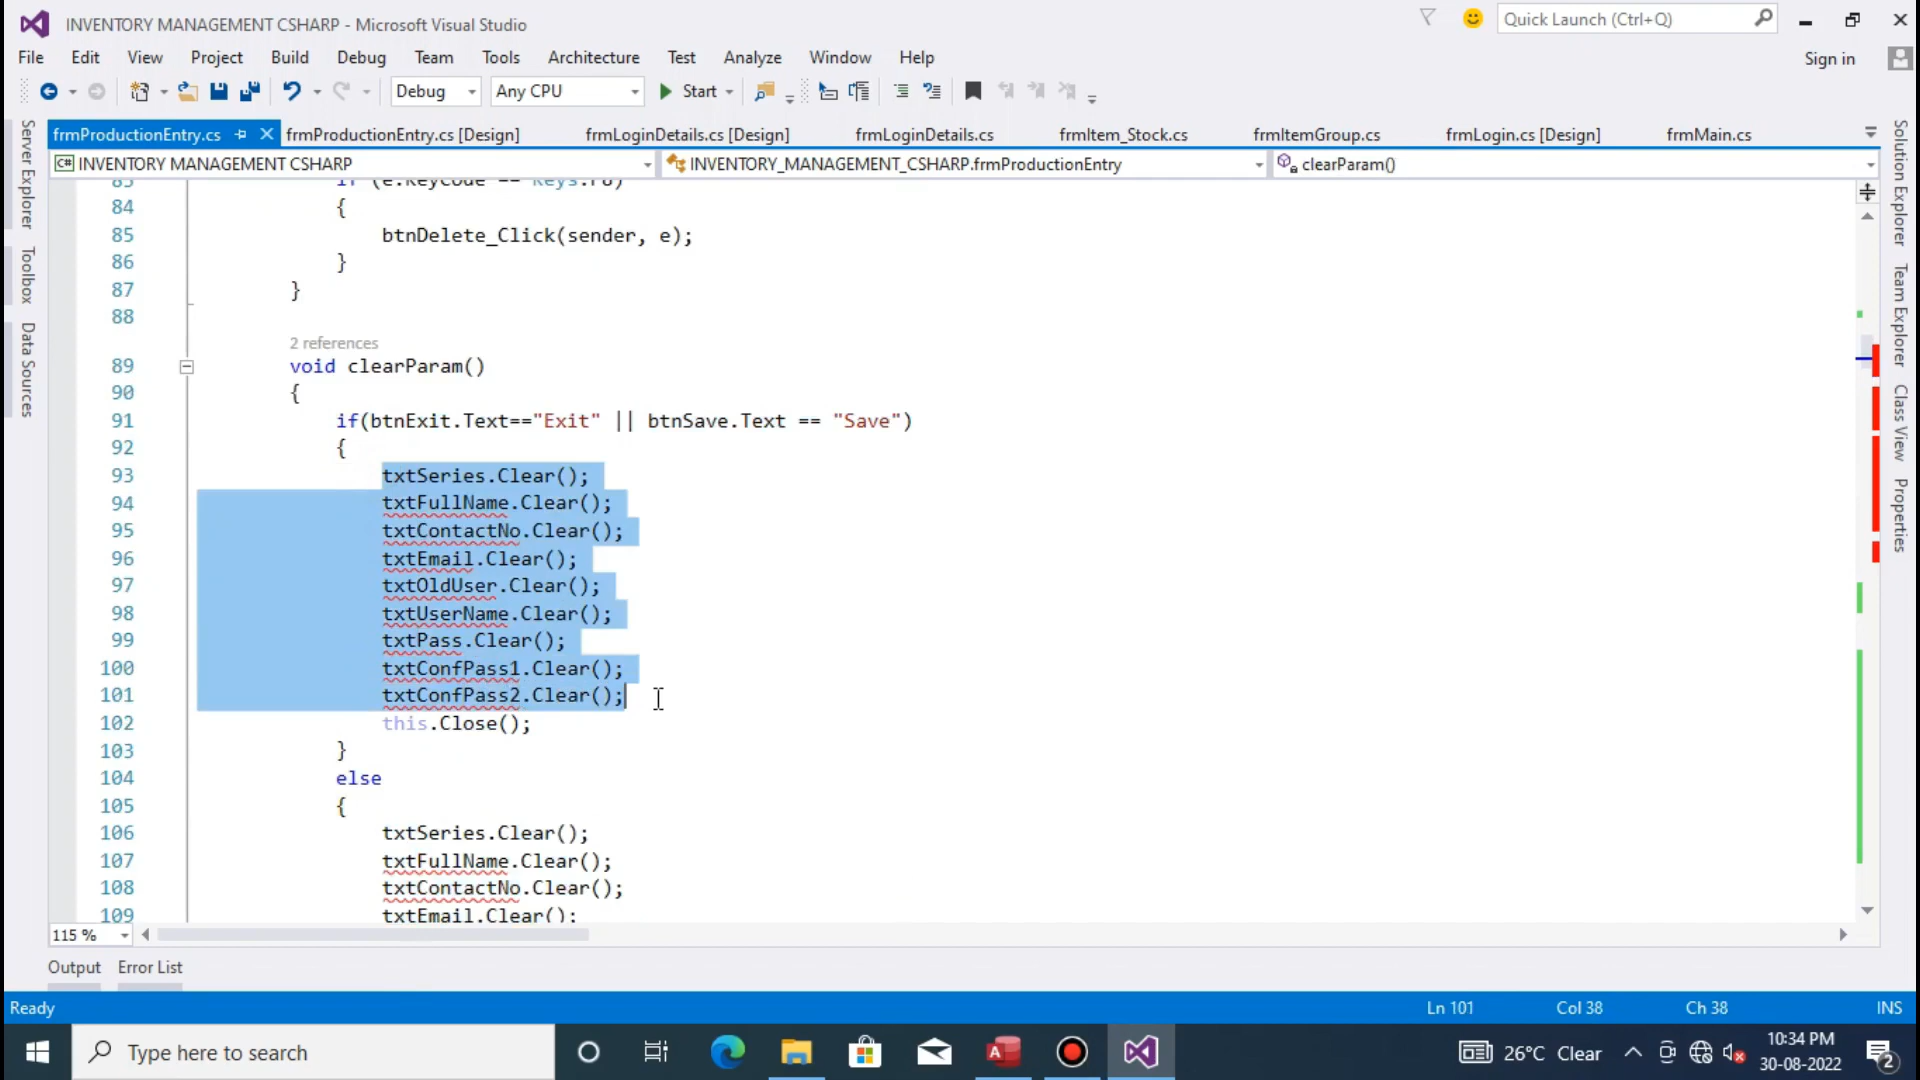 INVENTORY MANAGEMENT CSHARP - Microsoft Visual Studio
Quick Launch (Ctrl+Q)
File Edit View Project Build Debug Team Tools Architecture Test Analyze Window Help
Sign in
Debug Any CPU Start
frmProductionEntry.cs frmProductionEntry.cs [Design] frmLoginDetails.cs [Design] frmLoginDetails.cs frmItem_Stock.cs frmItemGroup.cs frmLogin.cs [Design] frmMain.cs
C# INVENTORY MANAGEMENT CSHARP INVENTORY_MANAGEMENT_CSHARP.frmProductionEntry clearParam()
Server Explorer
Toolbox
Data Sources
83 if (e.KeyCode == Keys.F8)
84 {
85 btnDelete_Click(sender, e);
86 }
87 }
88
2 references
89 void clearParam()
90 {
91 if(btnExit.Text=="Exit" || btnSave.Text == "Save")
92 {
93 txtSeries.Clear();
94 txtFullName.Clear();
95 txtContactNo.Clear();
96 txtEmail.Clear();
97 txtOldUser.Clear();
98 txtUserName.Clear();
99 txtPass.Clear();
100 txtConfPass1.Clear();
101 txtConfPass2.Clear();
102 this.Close();
103 }
104 else
105 {
106 txtSeries.Clear();
107 txtFullName.Clear();
108 txtContactNo.Clear();
109 txtEmail.Clear();
Solution Explorer
Team Explorer
Class View
Properties
115 %
Output Error List
Ready Ln 101 Col 38 Ch 38 INS
Type here to search
A
26°C Clear
10:34 PM
30-08-2022
2